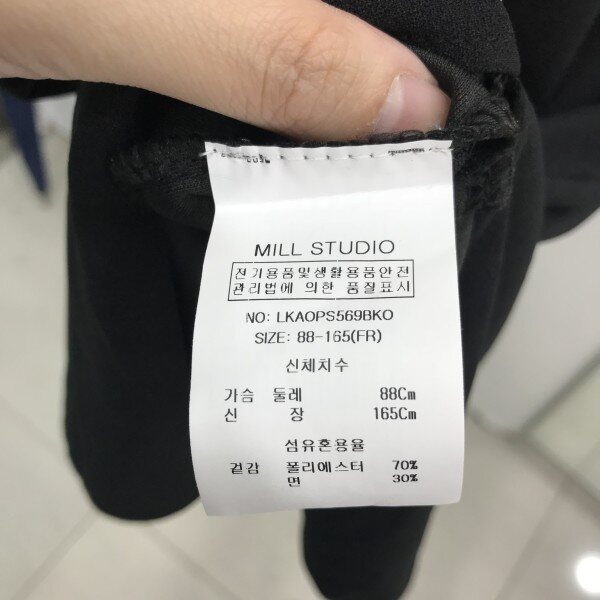 MILL STUDIO
전기용품및생활용품안전
관리법에 의한 품질표시
NO: LKAOPS569BKO
SIZE: 88-165(FR)
신체치수
가슴 둘레 88Cm
신 장 165Cm
섬유혼용율
겉감 폴리에스터 70%
면 30%